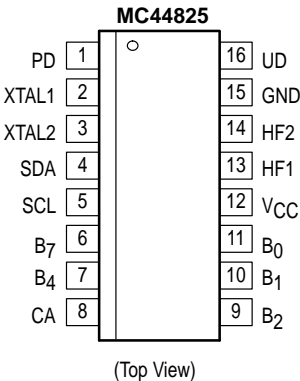 MC44825
PD 1 16 UD
XTAL1 2 15 GND
XTAL2 3 14 HF2
SDA 4 13 HF1
SCL 5 12 VCC
B7 6 11 B0
B4 7 10 B1
CA 8 9 B2
(Top View)